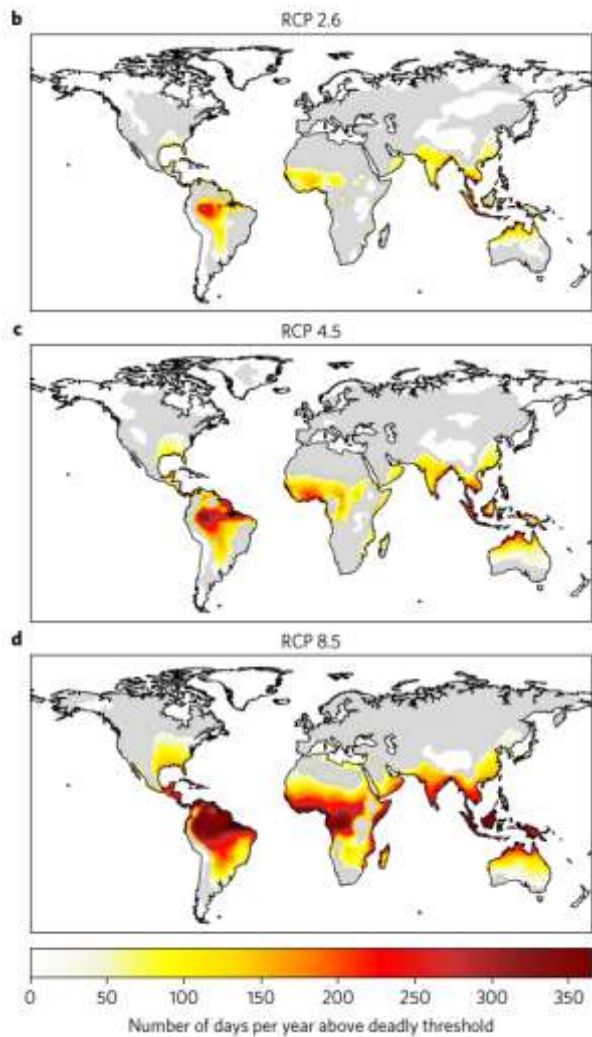 b
RCP 2.6
c
RCP 4.5
d
RCP 8.5
0 50 100 150 200 250 300 350
Number of days per year above deadly threshold